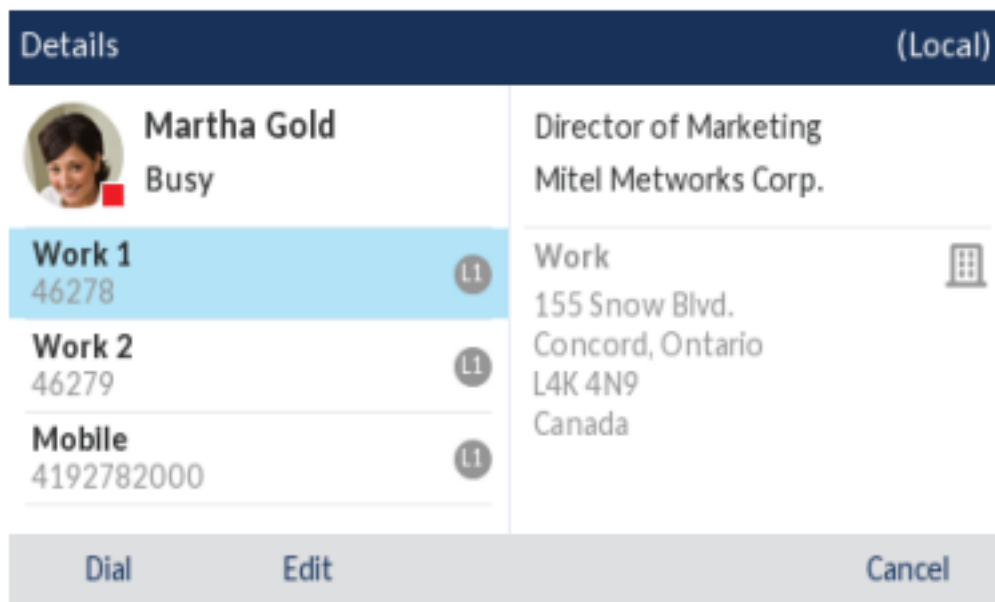 Details (Local)
Martha Gold
Busy
Director of Marketing
Mitel Metworks Corp.
Work 1
46278
L1
Work 2
46279
L1
Mobile
4192782000
L1
Work
155 Snow Blvd.
Concord, Ontario
L4K 4N9
Canada
Dial Edit Cancel